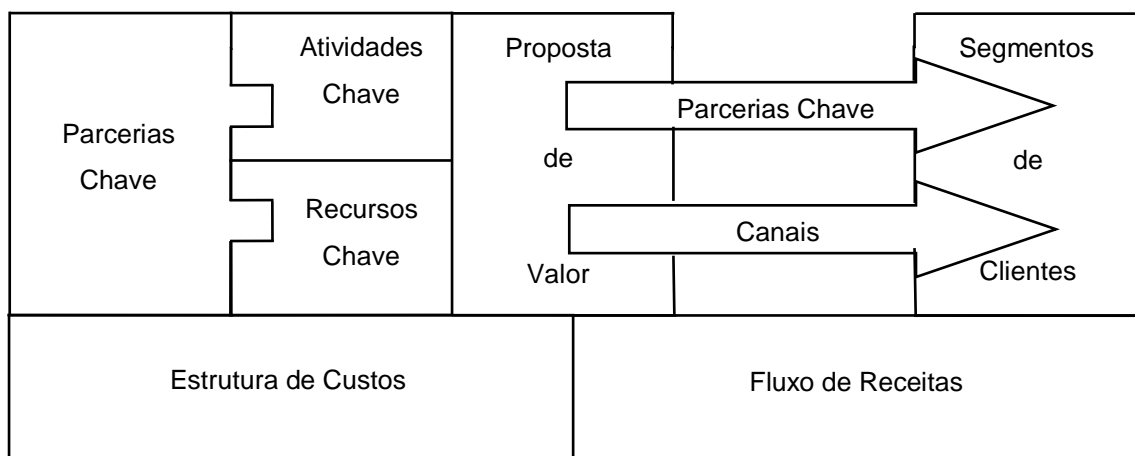 Parcerias
Chave
Atividades
Chave
Recursos
Chave
Proposta
de
Valor
Parcerias Chave
Canais
Segmentos
de
Clientes
Estrutura de Custos
Fluxo de Receitas